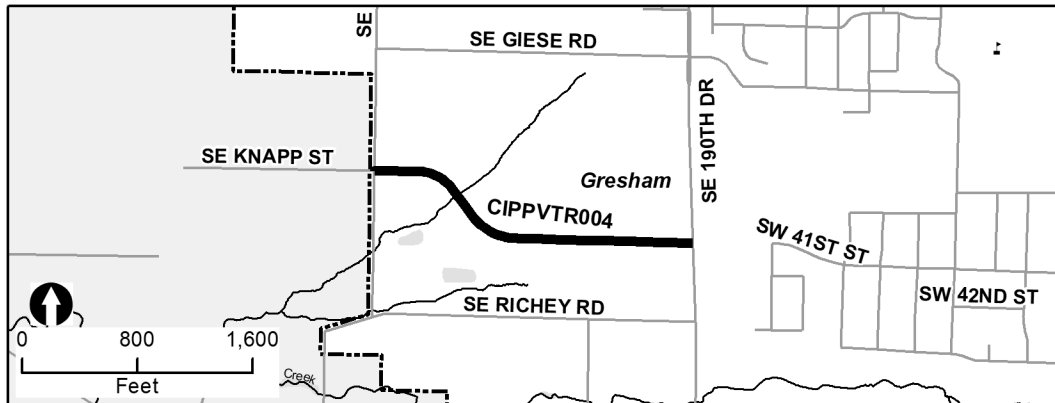 SE
SE GIESE RD
SE 190TH DR
SE KNAPP ST
Gresham
CIPPVTR004
SW 41ST ST
SW 42ND ST
SE RICHEY RD
0 800 1,600
Feet
Creek